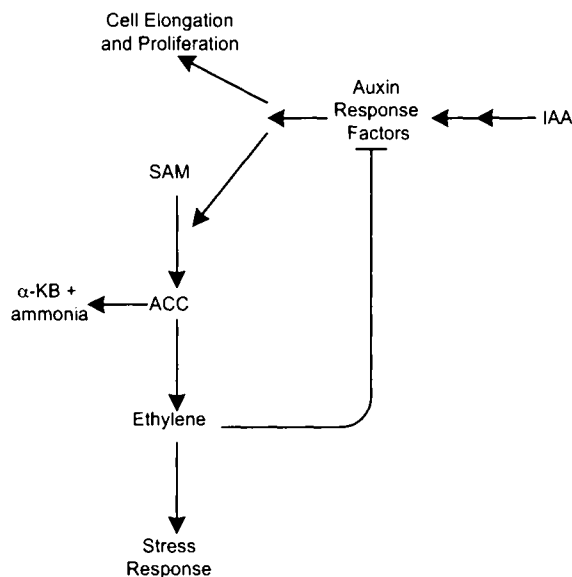 Cell Elongation
and Proliferation
Auxin
Response
Factors
IAA
SAM
α-KB +
ammonia
ACC
Ethylene
Stress
Response